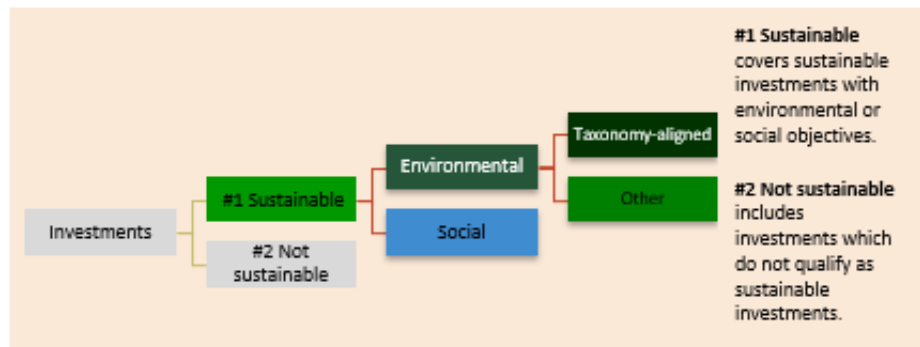 Investments
#1 Sustainable
#2 Not
sustainable
Environmental
Social
Taxonomy-aligned
Other
#1 Sustainable
covers sustainable
investments with
environmental or
social objectives.
#2 Not sustainable
includes
investments which
do not qualify as
sustainable
investments.